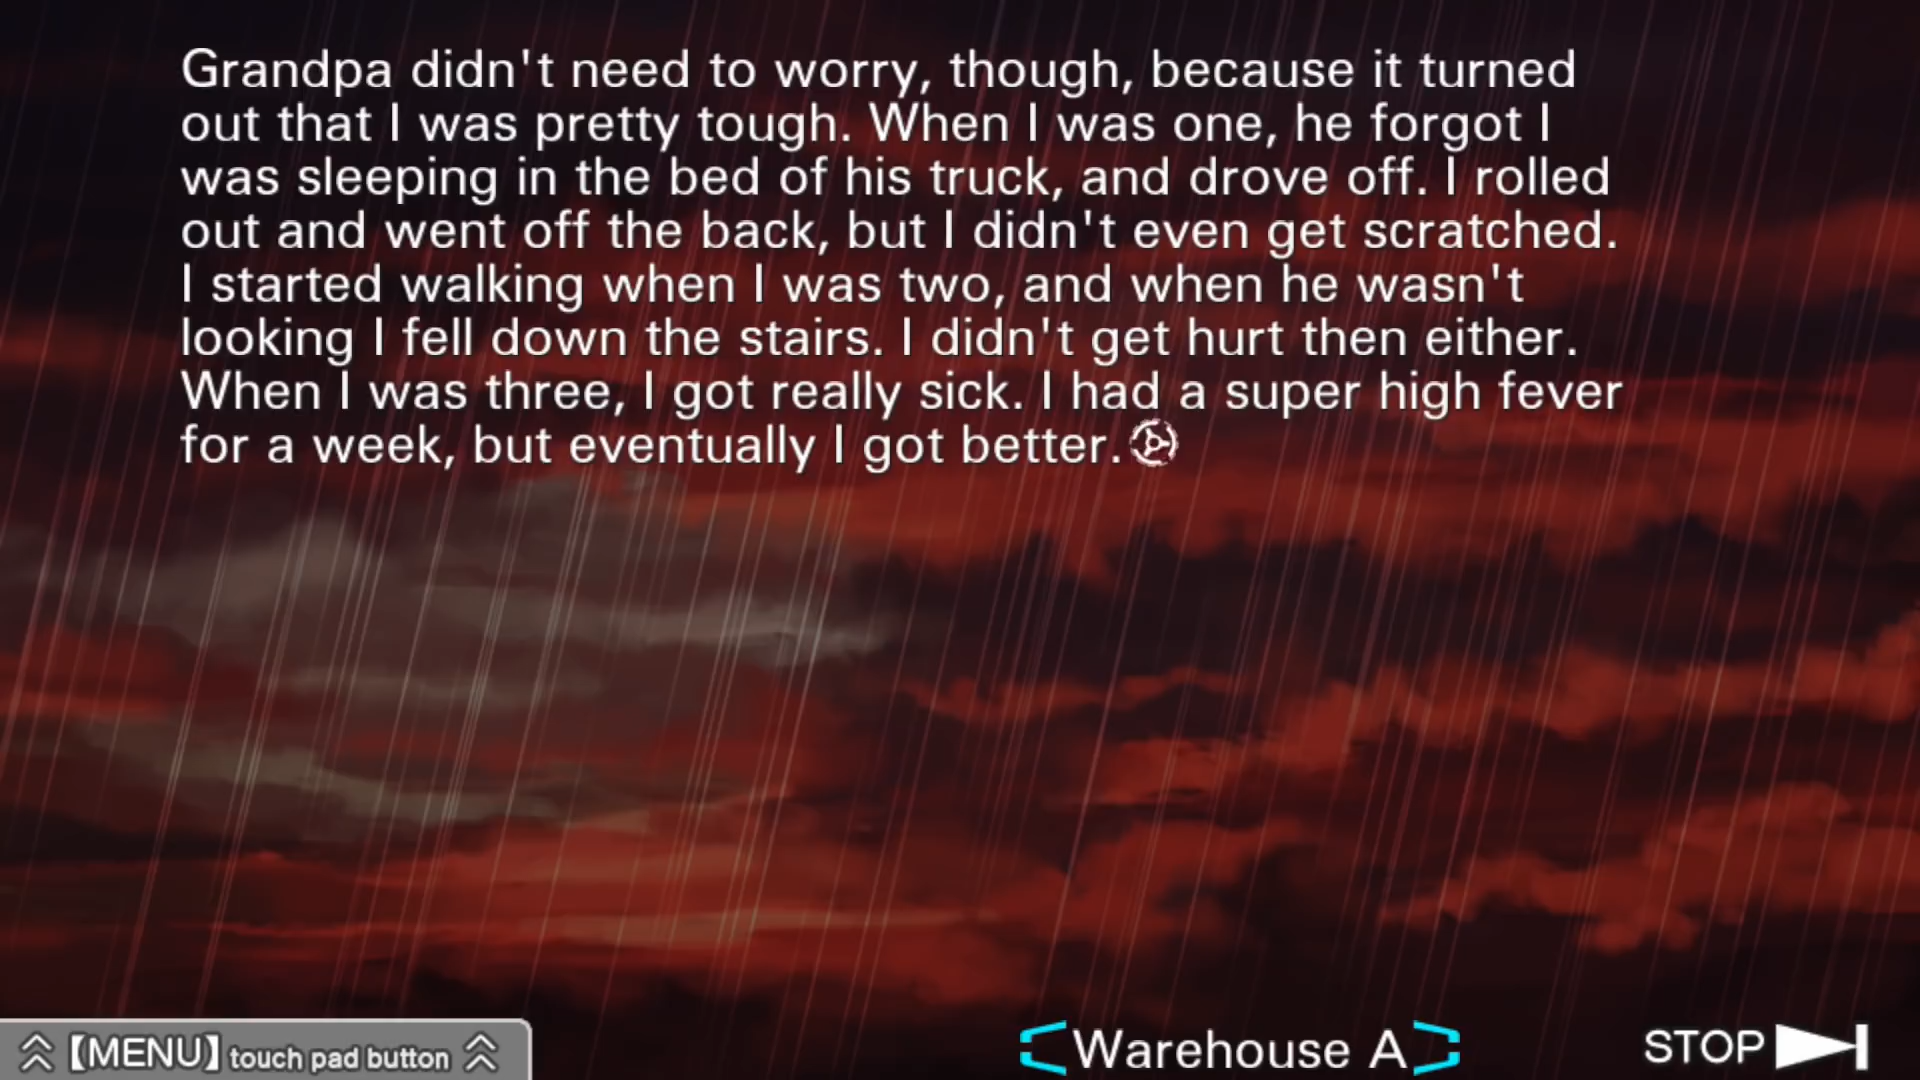 Grandpa didn't need to worry, though, because it turned
out that I was pretty tough. When I was one, he forgot I
was sleeping in the bed of his truck, and drove off. I rolled
out and went off the back, but I didn't even get scratched.
I started walking when I was two, and when he wasn't
looking I fell down the stairs. I didn't get hurt then either.
When I was three, I got really sick. I had a super high fever
for a week, but eventually I got better.
【MENU】 touch pad button
Warehouse A
STOP